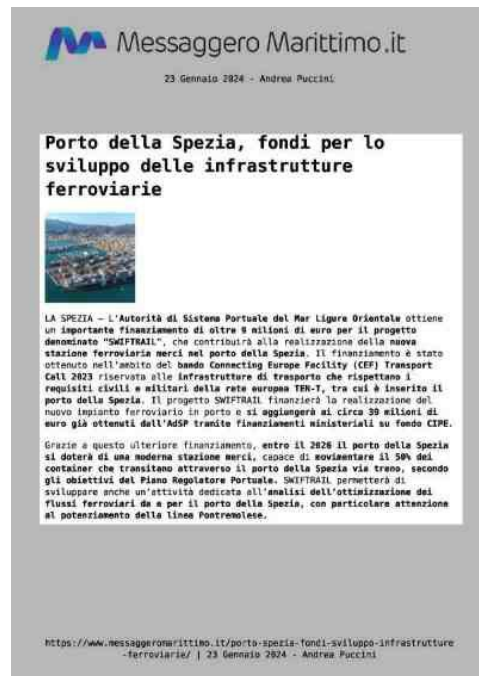 Messaggero Marittimo.it
23 Gennaio 2024 - Andrea Puccini
Porto della Spezia, fondi per lo
sviluppo delle infrastrutture
ferroviarie
LA SPEZIA – L'Autorità di Sistema Portuale del Mar Ligure Orientale ottiene
un importante finanziamento di oltre 9 milioni di euro per il progetto
denominato "SWIFTRAIL", che contribuirà alla realizzazione della nuova
stazione ferroviaria merci nel porto della Spezia. Il finanziamento è stato
ottenuto nell'ambito del bando Connecting Europe Facility (CEF) Transport
Call 2023 riservata alle infrastrutture di trasporto che rispettano i
requisiti civili e militari della rete europea TEN-T, tra cui è inserito il
porto della Spezia. Il progetto SWIFTRAIL finanzierà la realizzazione del
nuovo impianto ferroviario in porto e si aggiungerà ai circa 39 milioni di
euro già ottenuti dall'AdSP tramite finanziamenti ministeriali su fondo CIPE.
Grazie a questo ulteriore finanziamento, entro il 2026 il porto della Spezia
si doterà di una moderna stazione merci, capace di movimentare il 50% dei
container che transitano attraverso il porto della Spezia via treno, secondo
gli obiettivi del Piano Regolatore Portuale. SWIFTRAIL permetterà di
sviluppare anche un'attività dedicata all'analisi dell'ottimizzazione dei
flussi ferroviari da e per il porto della Spezia, con particolare attenzione
al potenziamento della linea Pontremolese.
https://www.messaggeromarittimo.it/porto-spezia-fondi-sviluppo-infrastrutture
-ferroviarie/ | 23 Gennaio 2024 - Andrea Puccini